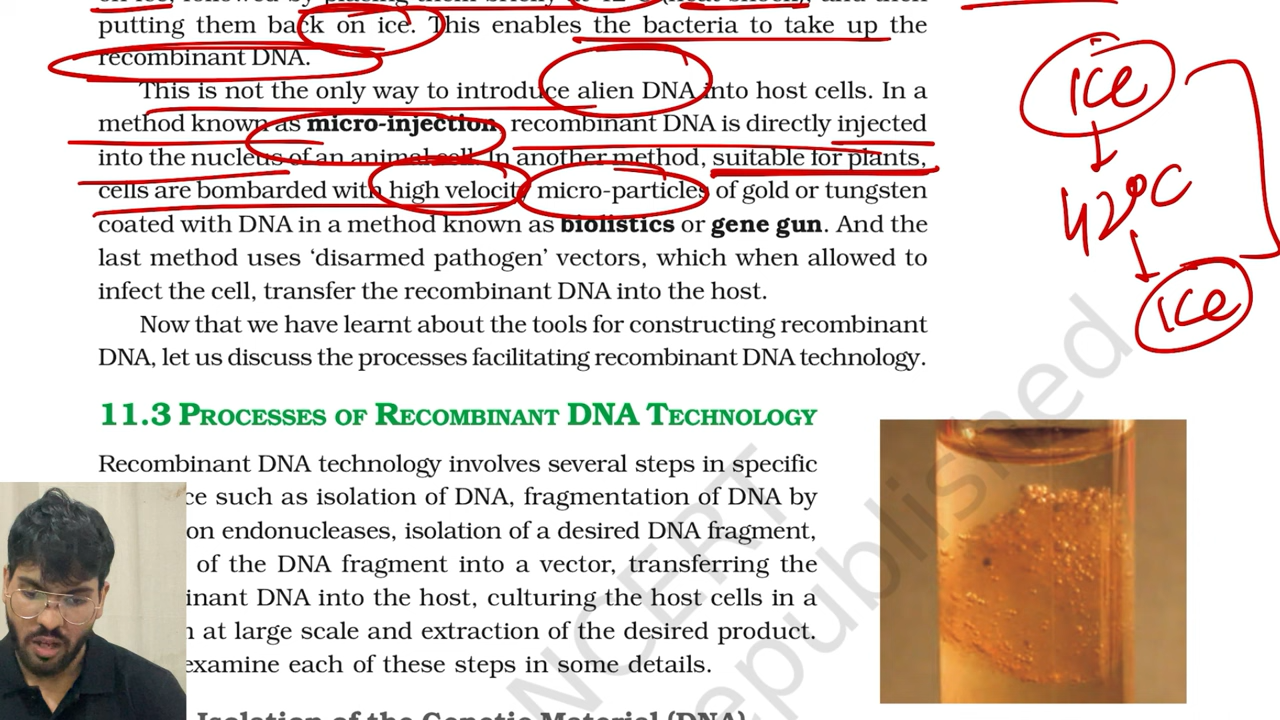 putting them back on ice. This enables the bacteria to take up the
recombinant DNA.
This is not the only way to introduce alien DNA into host cells. In a
method known as micro-injection, recombinant DNA is directly injected
into the nucleus of an animal cell. In another method, suitable for plants,
cells are bombarded with high velocity micro-particles of gold or tungsten
coated with DNA in a method known as biolistics or gene gun. And the
last method uses ‘disarmed pathogen’ vectors, which when allowed to
infect the cell, transfer the recombinant DNA into the host.
Now that we have learnt about the tools for constructing recombinant
DNA, let us discuss the processes facilitating recombinant DNA technology.
ice
42°C
ice
11.3 PROCESSES OF RECOMBINANT DNA TECHNOLOGY
Recombinant DNA technology involves several steps in specific
ce such as isolation of DNA, fragmentation of DNA by
on endonucleases, isolation of a desired DNA fragment,
of the DNA fragment into a vector, transferring the
inant DNA into the host, culturing the host cells in a
at large scale and extraction of the desired product.
examine each of these steps in some details.
Isolation of the Genetic Material (DNA)
NCERT
republished